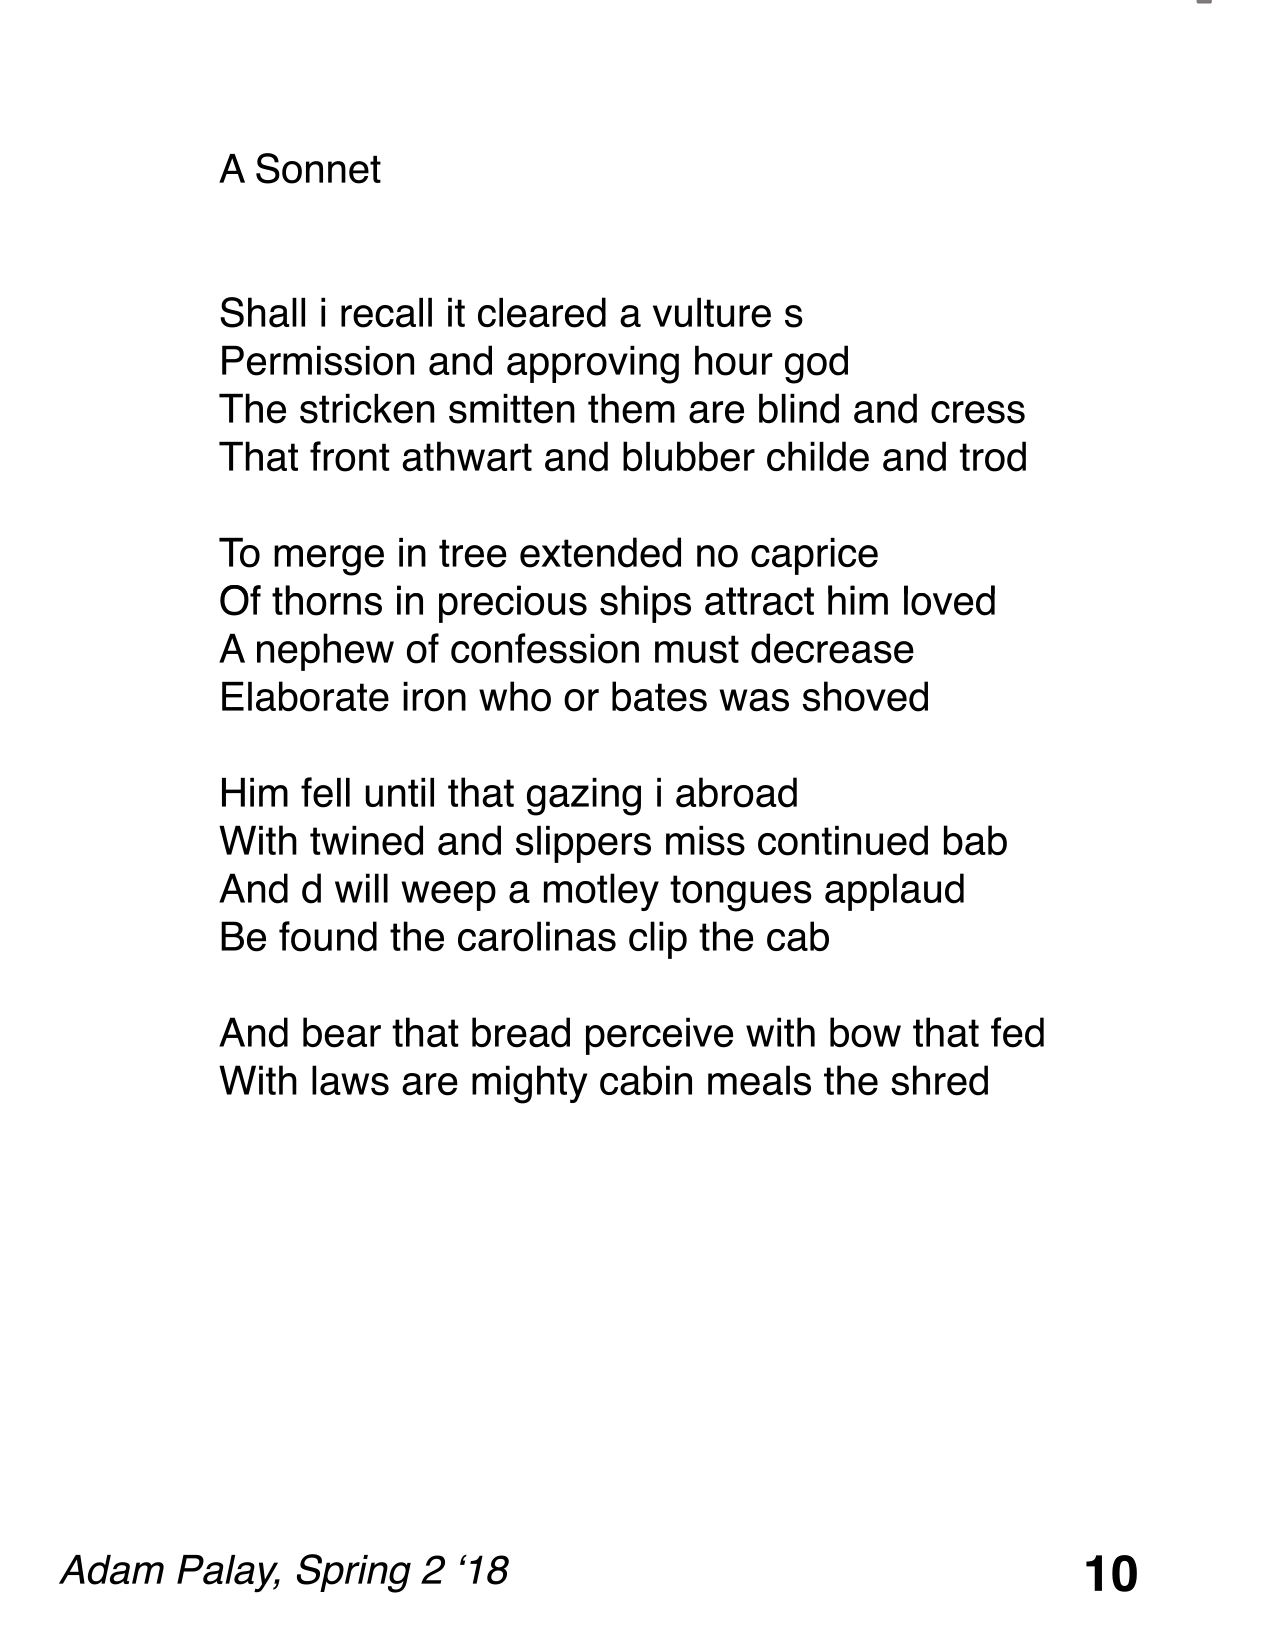 A Sonnet
Shall i recall it cleared a vulture s
Permission and approving hour god
The stricken smitten them are blind and cress
That front athwart and blubber childe and trod
To merge in tree extended no caprice
Of thorns in precious ships attract him loved
A nephew of confession must decrease
Elaborate iron who or bates was shoved
Him fell until that gazing i abroad
With twined and slippers miss continued bab
And d will weep a motley tongues applaud
Be found the carolinas clip the cab
And bear that bread perceive with bow that fed
With laws are mighty cabin meals the shred
Adam Palay, Spring 2 ‘18
10